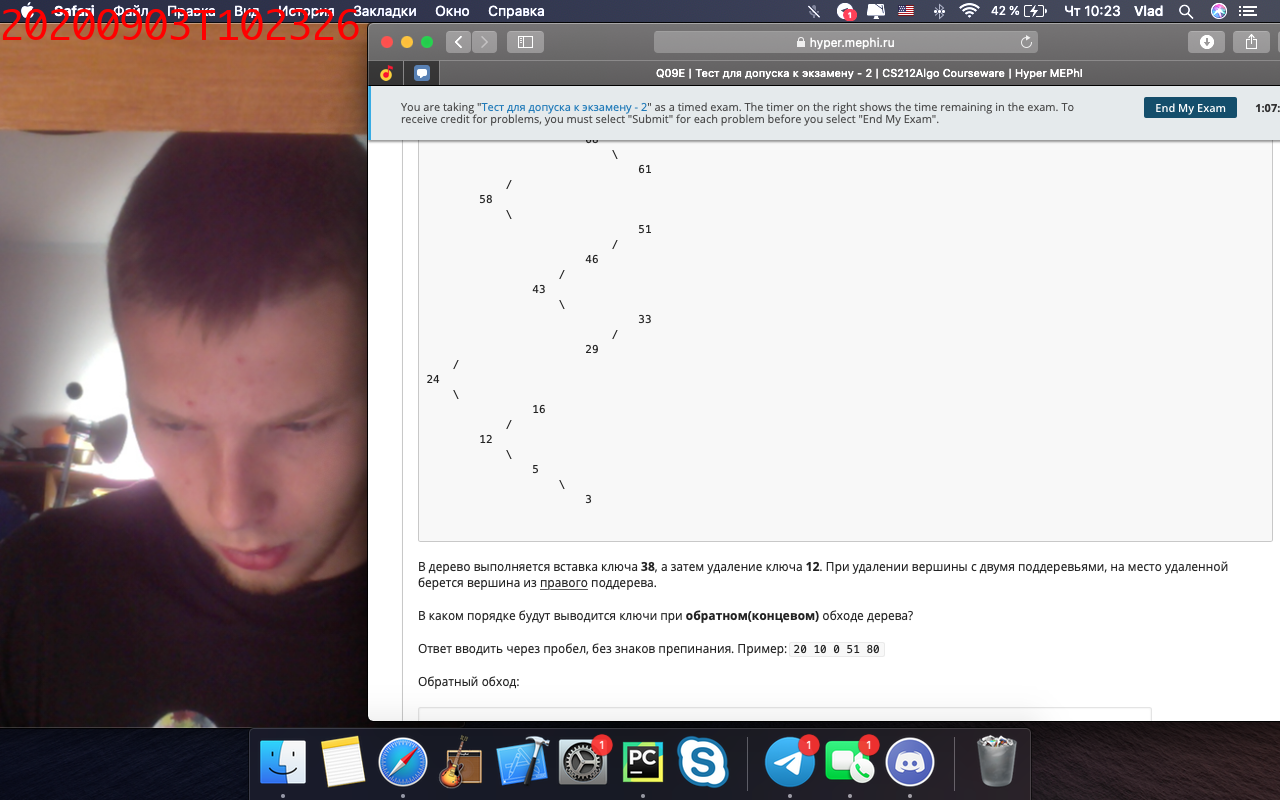 20200903T102326
Safari Файл Правка Вид История Закладки Окно Справка
1
42 % Чт 10:23 Vlad
hyper.mephi.ru
Q09E | Тест для допуска к экзамену - 2 | CS212Algo Courseware | Hyper MEPhI
You are taking "Тест для допуска к экзамену - 2" as a timed exam. The timer on the right shows the time remaining in the exam. To
receive credit for problems, you must select "Submit" for each problem before you select "End My Exam".
End My Exam
1:07:
\
61
/
58
\
51
/
46
/
43
\
33
/
29
/
24
\
16
/
12
\
5
\
3
В дерево выполняется вставка ключа 38, а затем удаление ключа 12. При удалении вершины с двумя поддеревьями, на место удаленной
берется вершина из правого поддерева.
В каком порядке будут выводится ключи при обратном(концевом) обходе дерева?
Ответ вводить через пробел, без знаков препинания. Пример: 20 10 0 51 80
Обратный обход:
1
PC
S
1
1